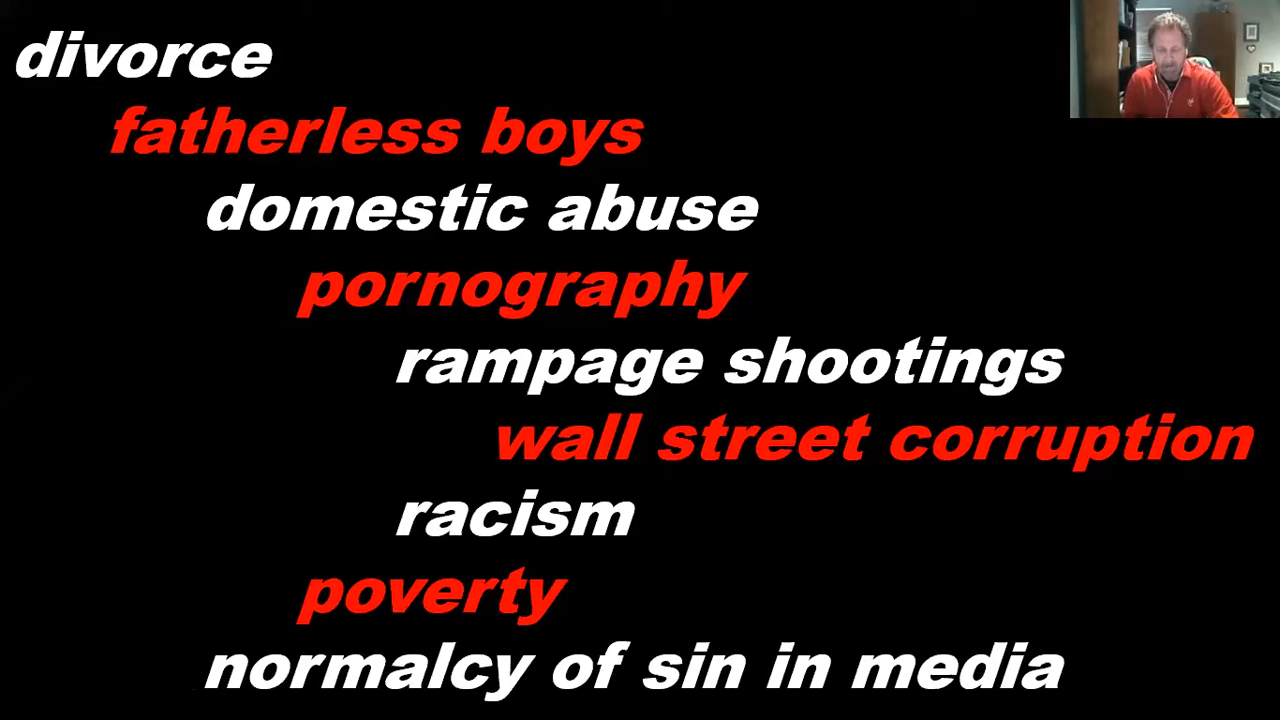 divorce
fatherless boys
domestic abuse
pornography
rampage shootings
wall street corruption
racism
poverty
normalcy of sin in media